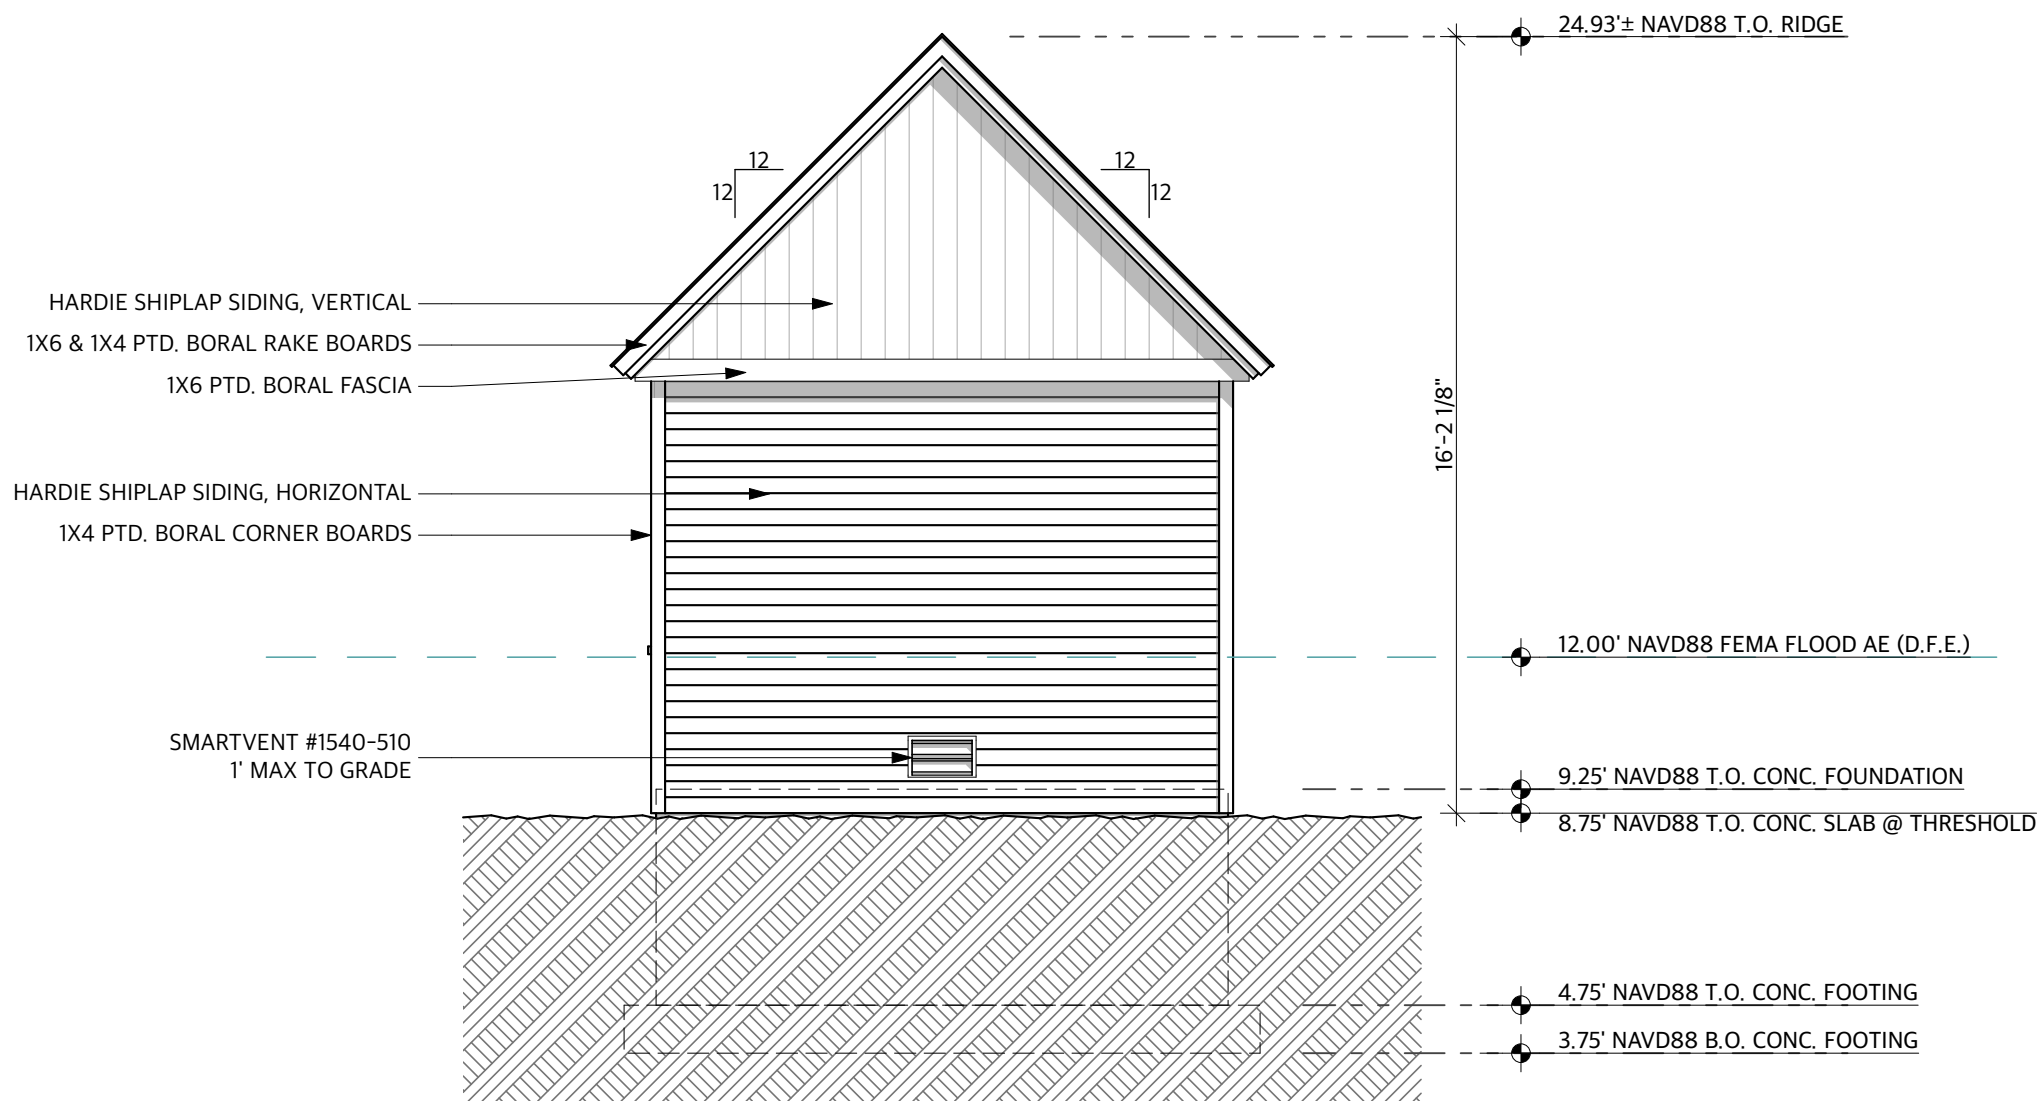 24.93'± NAVD88 T.O. RIDGE
12
12
12
12
HARDIE SHIPLAP SIDING, VERTICAL
1X6 & 1X4 PTD. BORAL RAKE BOARDS
1X6 PTD. BORAL FASCIA
16'-2 1/8"
HARDIE SHIPLAP SIDING, HORIZONTAL
1X4 PTD. BORAL CORNER BOARDS
12.00' NAVD88 FEMA FLOOD AE (D.F.E.)
SMARTVENT #1540-510
1' MAX TO GRADE
9.25' NAVD88 T.O. CONC. FOUNDATION
8.75' NAVD88 T.O. CONC. SLAB @ THRESHOLD
4.75' NAVD88 T.O. CONC. FOOTING
3.75' NAVD88 B.O. CONC. FOOTING